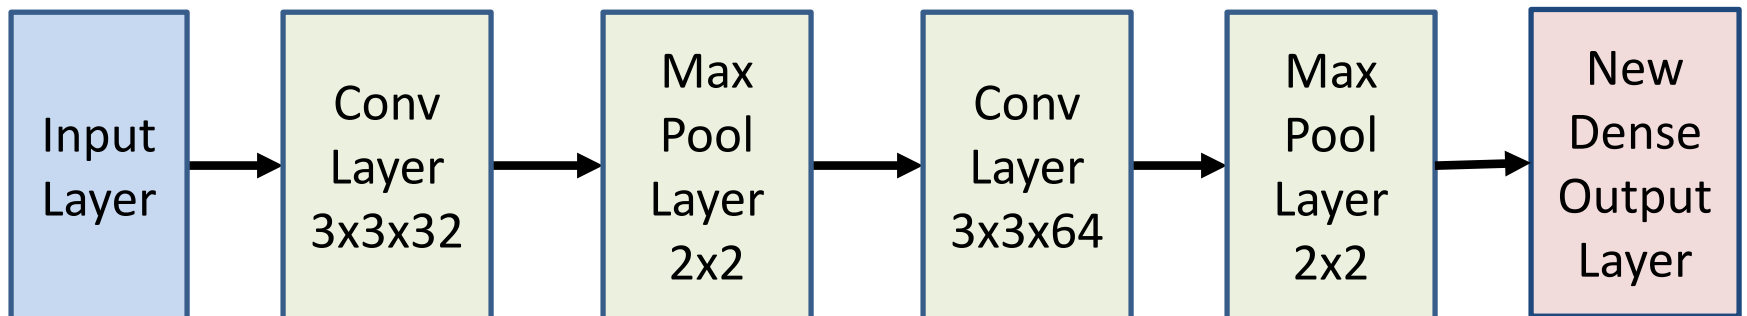 Input
Layer
Conv
Layer
3x3x32
Max
Pool
Layer
2x2
Conv
Layer
3x3x64
Max
Pool
Layer
2x2
New
Dense
Output
Layer